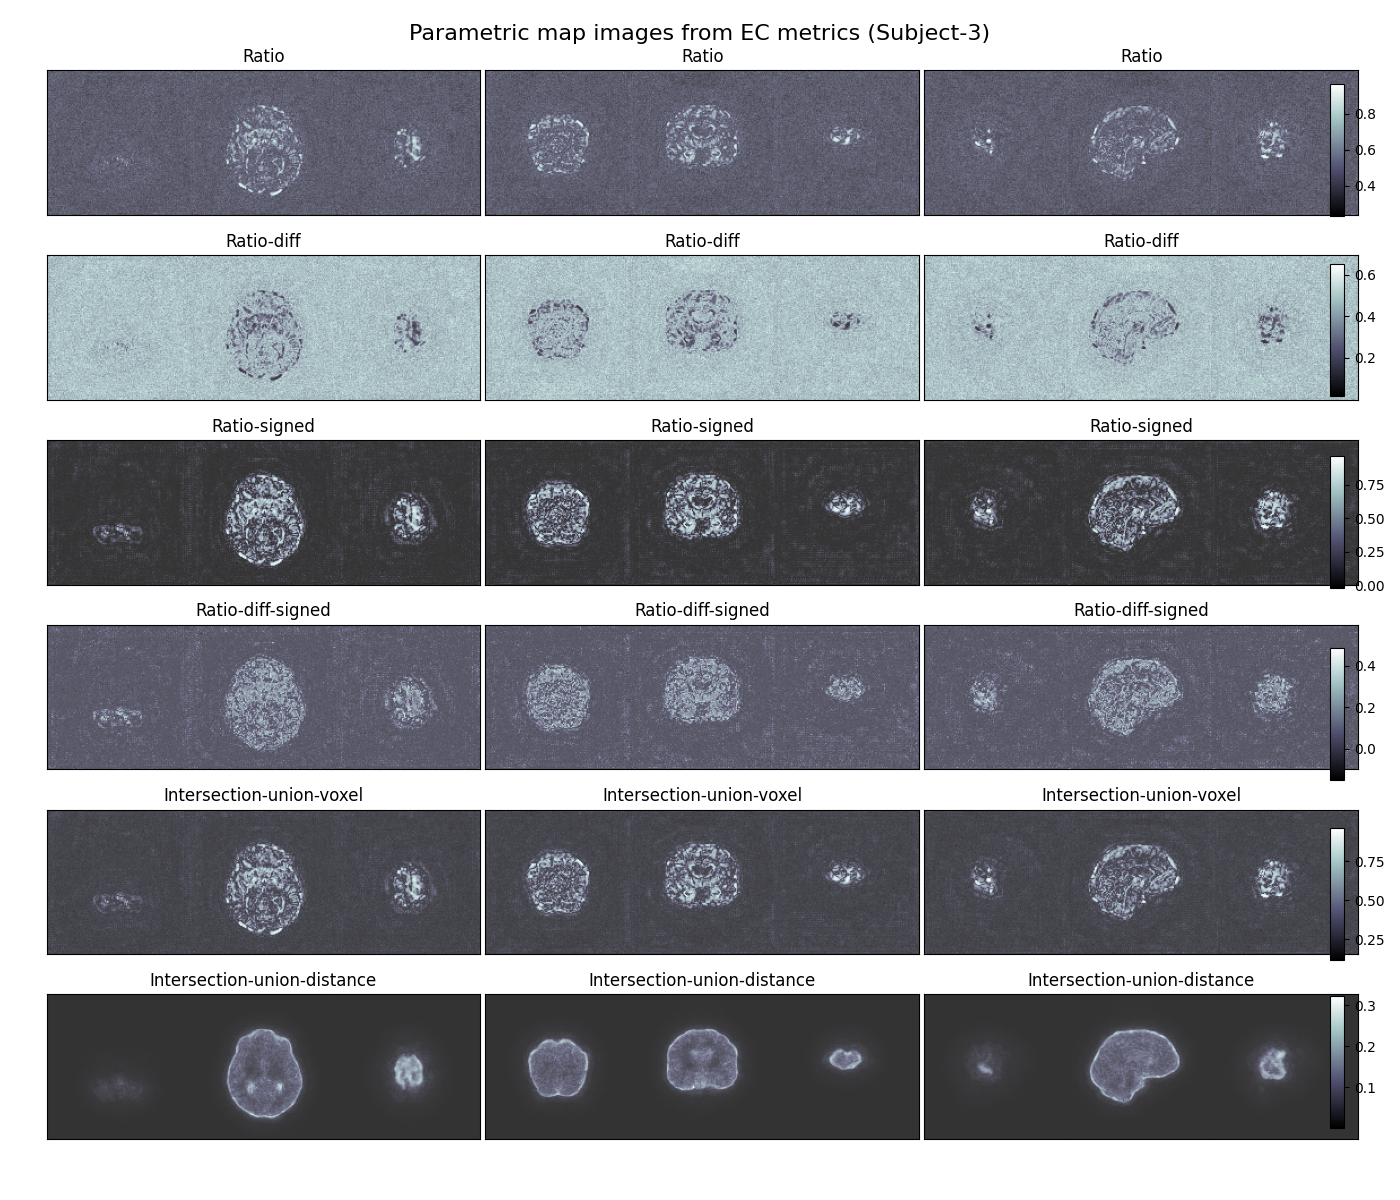 Parametric map images from EC metrics (Subject-3)
Ratio Ratio Ratio
0.8
0.6
0.4
Ratio-diff Ratio-diff Ratio-diff
0.6
0.4
0.2
Ratio-signed Ratio-signed Ratio-signed
0.75
0.50
0.25
0.00
Ratio-diff-signed Ratio-diff-signed Ratio-diff-signed
0.4
0.2
0.0
Intersection-union-voxel Intersection-union-voxel Intersection-union-voxel
0.75
0.50
0.25
Intersection-union-distance Intersection-union-distance Intersection-union-distance
0.3
0.2
0.1